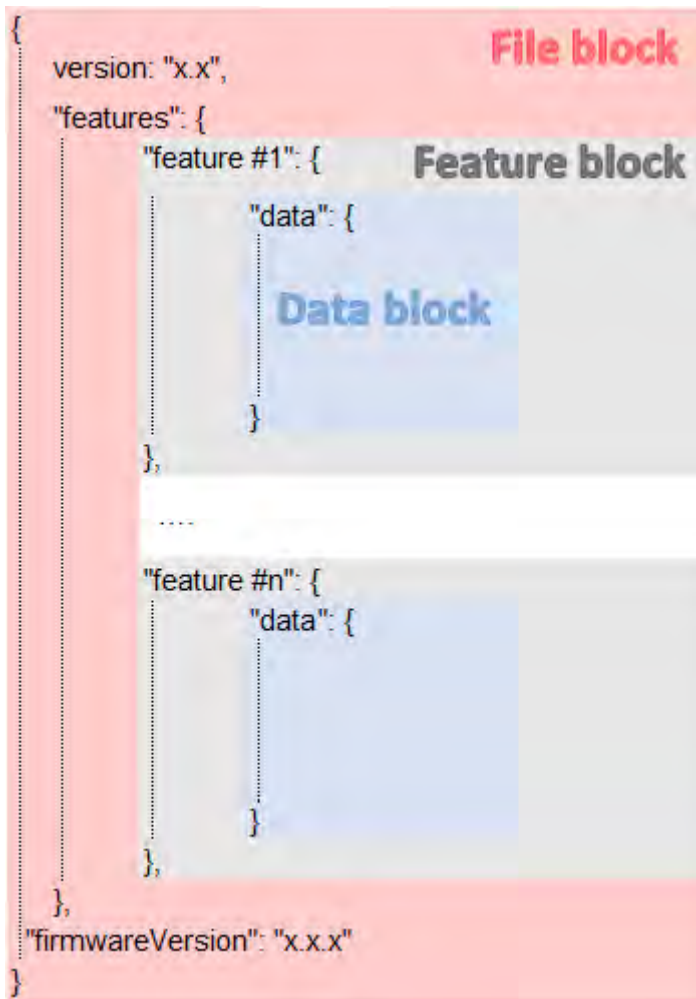 {
version: "x.x",
File block
"features": {
"feature #1": {
Feature block
"data": {
Data block
}
},
....
"feature #n": {
"data": {
}
},
},
"firmwareVersion": "x.x.x"
}